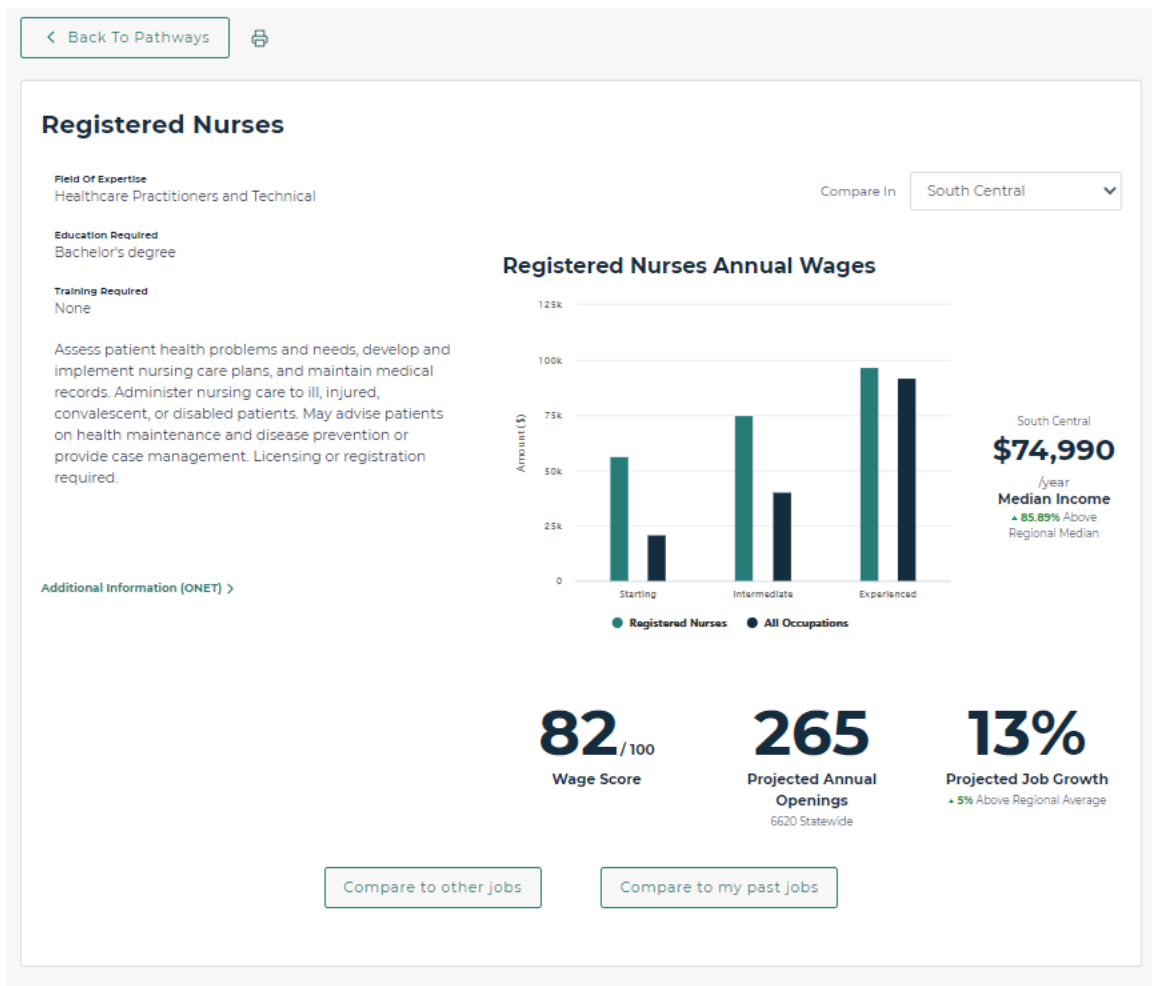 Back To Pathways
Registered Nurses
Field Of Expertise
Healthcare Practitioners and Technical
Education Required
Bachelor's degree
Training Required
None
Assess patient health problems and needs, develop and
implement nursing care plans, and maintain medical
records. Administer nursing care to ill, injured,
convalescent, or disabled patients. May advise patients
on health maintenance and disease prevention or
provide case management. Licensing or registration
required.
Additional Information (ONET)
Compare In South Central
Registered Nurses Annual Wages
125k
100k
75k
50k
25k
0
Amount ($)
Starting Intermediate Experienced
Registered Nurses All Occupations
South Central
$74,990
/year
Median Income
85.89% Above
Regional Median
82 / 100
Wage Score
265
Projected Annual
Openings
6620 Statewide
13%
Projected Job Growth
5% Above Regional Average
Compare to other jobs
Compare to my past jobs